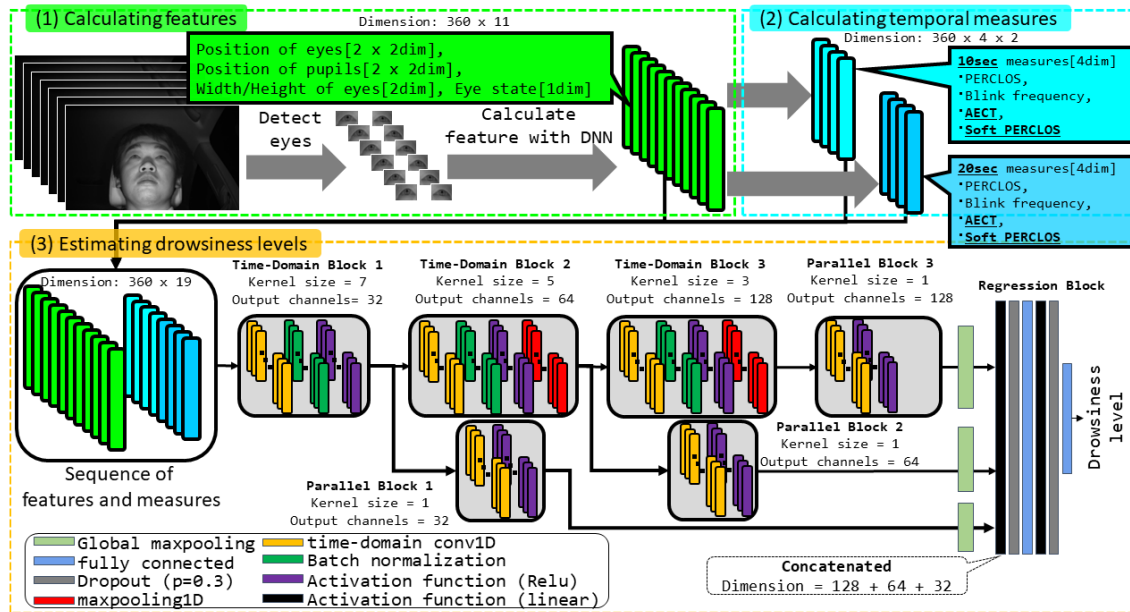 (1) Calculating features
Dimension: 360 x 11
Position of eyes[2 x 2dim],
Position of pupils[2 x 2dim],
Width/Height of eyes[2dim], Eye state[1dim]
Detect
eyes
Calculate
feature with DNN
(2) Calculating temporal measures
Dimension: 360 x 4 x 2
10sec measures[4dim]
・PERCLOS,
・Blink frequency,
・AECT,
・Soft PERCLOS
20sec measures[4dim]
・PERCLOS,
・Blink frequency,
・AECT,
・Soft PERCLOS
(3) Estimating drowsiness levels
Dimension: 360 x 19
Sequence of
features and measures
Time-Domain Block 1
Kernel size = 7
Output channels= 32
Time-Domain Block 2
Kernel size = 5
Output channels = 64
Time-Domain Block 3
Kernel size = 3
Output channels = 128
Parallel Block 3
Kernel size = 1
Output channels = 128
Regression Block
Drowsiness
level
Parallel Block 1
Kernel size = 1
Output channels = 32
Parallel Block 2
Kernel size = 1
Output channels = 64
Global maxpooling
fully connected
Dropout (p=0.3)
maxpooling1D
time-domain conv1D
Batch normalization
Activation function (Relu)
Activation function (linear)
Concatenated
Dimension = 128 + 64 + 32